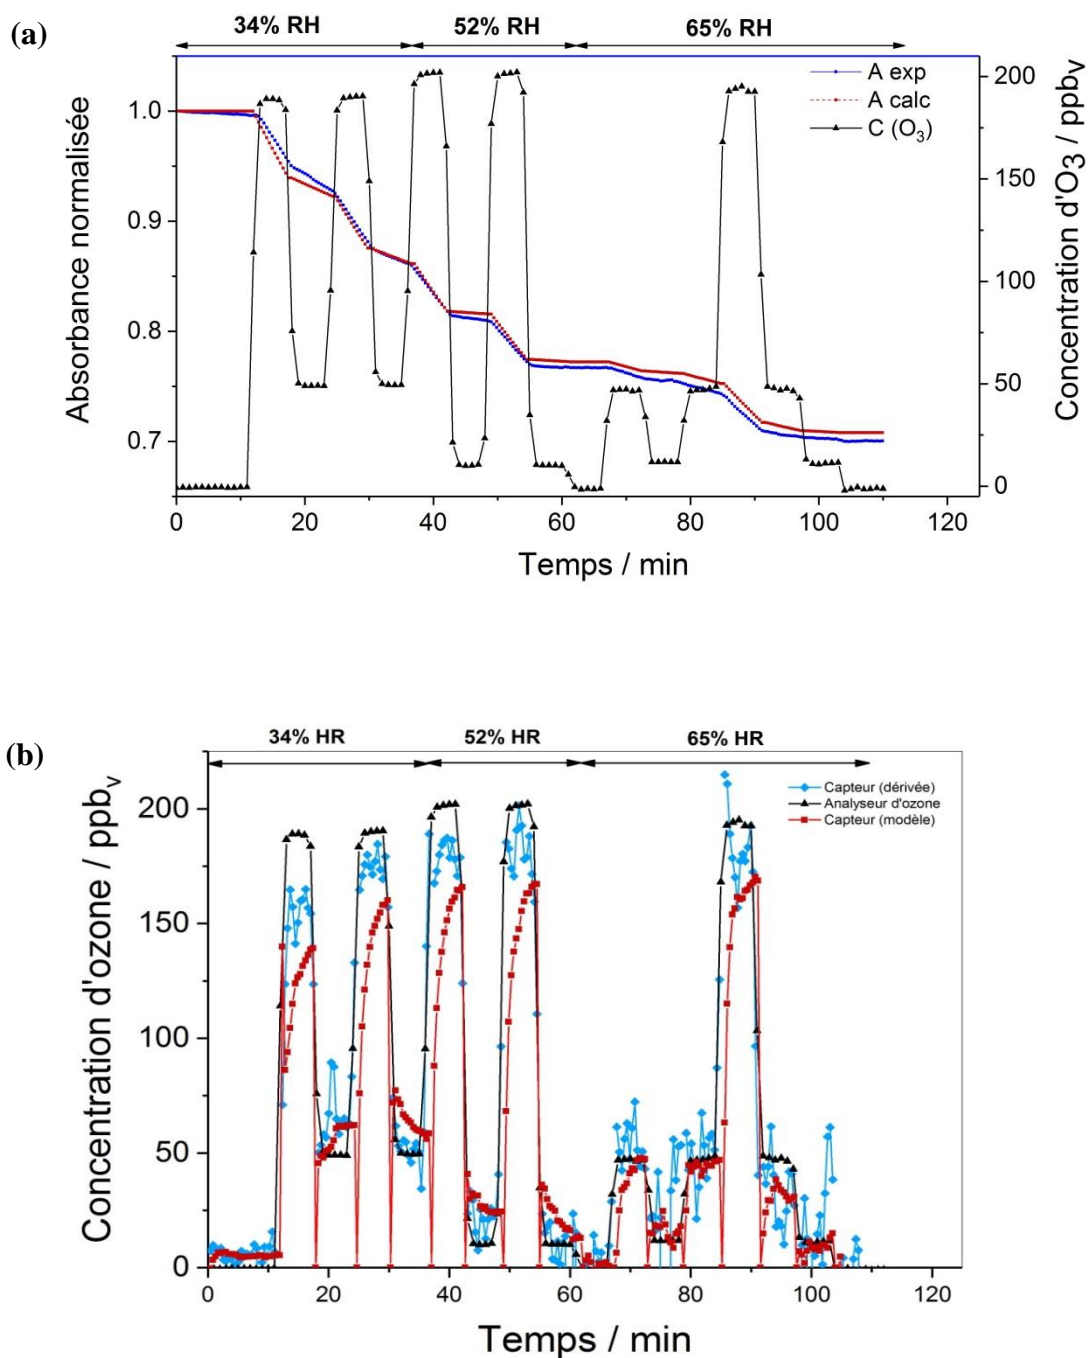 (a)
34% RH 52% RH 65% RH
A exp
A calc
C (O3)
Absorbance normalisée
1.0
0.9
0.8
0.7
200
150
100
50
0
Concentration d'O3 / ppbv
0 20 40 60 80 100 120
Temps / min
(b)
34% HR 52% HR 65% HR
Capteur (dérivée)
Analyseur d'ozone
Capteur (modèle)
Concentration d'ozone / ppbv
200
150
100
50
0
0 20 40 60 80 100 120
Temps / min